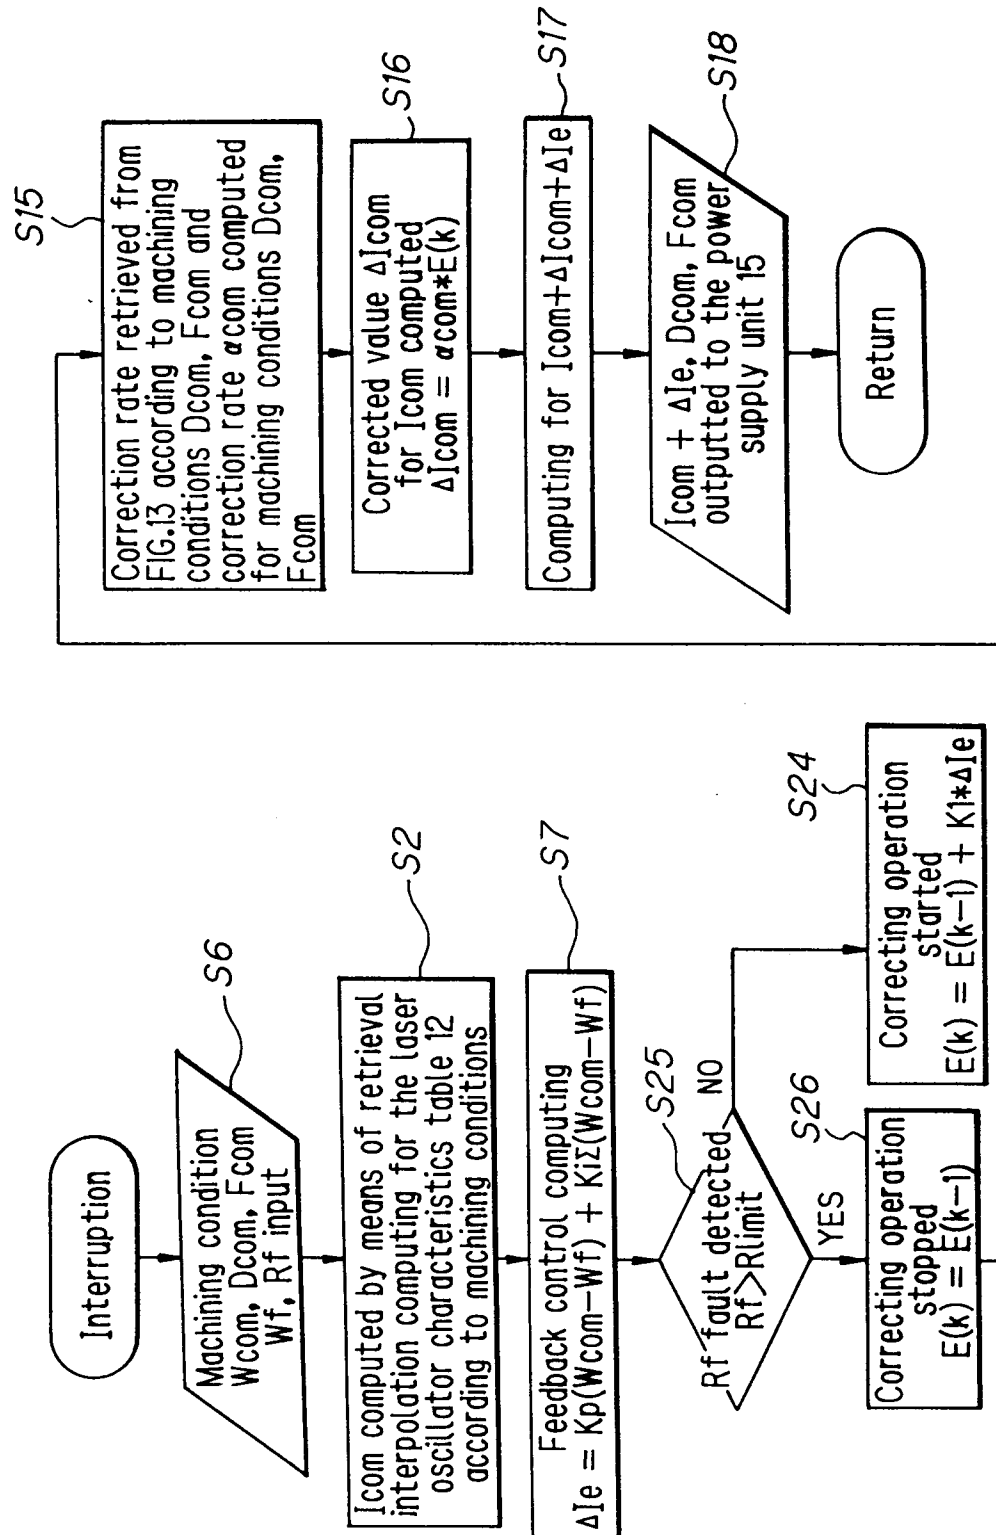 Interruption
S6
Machining condition
Wcom, Dcom, Fcom
Wf, Rf input
S2
Icom computed by means of retrieval
interpolation computing for the laser
oscillator characteristics table 12
according to machining conditions
S7
Feedback control computing
ΔIe = Kp(Wcom-Wf) + KiΣ(Wcom-Wf)
S25
Rf fault detected
Rf>Rlimit
NO
YES
S26
Correcting operation
stopped
E(k) = E(k-1)
S24
Correcting operation
started
E(k) = E(k-1) + K1*ΔIe
S15
Correction rate retrieved from
FIG.13 according to machining
conditions Dcom, Fcom and
correction rate αcom computed
for machining conditions Dcom,
Fcom
S16
Corrected value ΔIcom
for Icom computed
ΔIcom = αcom*E(k)
S17
Computing for Icom+ΔIcom+ΔIe
S18
Icom + ΔIe, Dcom, Fcom
outputted to the power
supply unit 15
Return